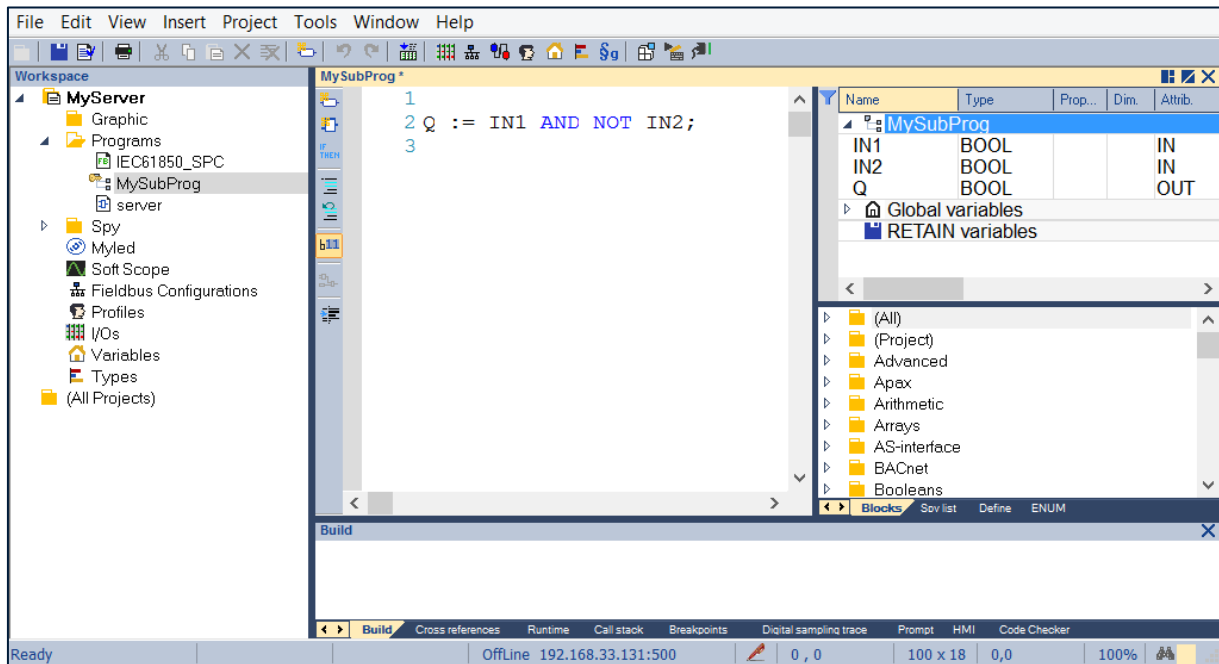 File Edit View Insert Project Tools Window Help
§g
Workspace
MyServer
Graphic
Programs
FB IEC61850_SPC
MySubProg
server
Spy
Myled
Soft Scope
Fieldbus Configurations
Profiles
I/Os
Variables
Types
(All Projects)
MySubProg *
IF THEN
b11
1
2 Q := IN1 AND NOT IN2;
3
Name Type Prop... Dim. Attrib.
MySubProg
IN1 BOOL IN
IN2 BOOL IN
Q BOOL OUT
Global variables
RETAIN variables
(All)
(Project)
Advanced
Apax
Arithmetic
Arrays
AS-interface
BACnet
Booleans
Blocks Spy list Define ENUM
Build
Build Cross references Runtime Call stack Breakpoints Digital sampling trace Prompt HMI Code Checker
Ready OffLine 192.168.33.131:500 0 , 0 100 x 18 0,0 100%